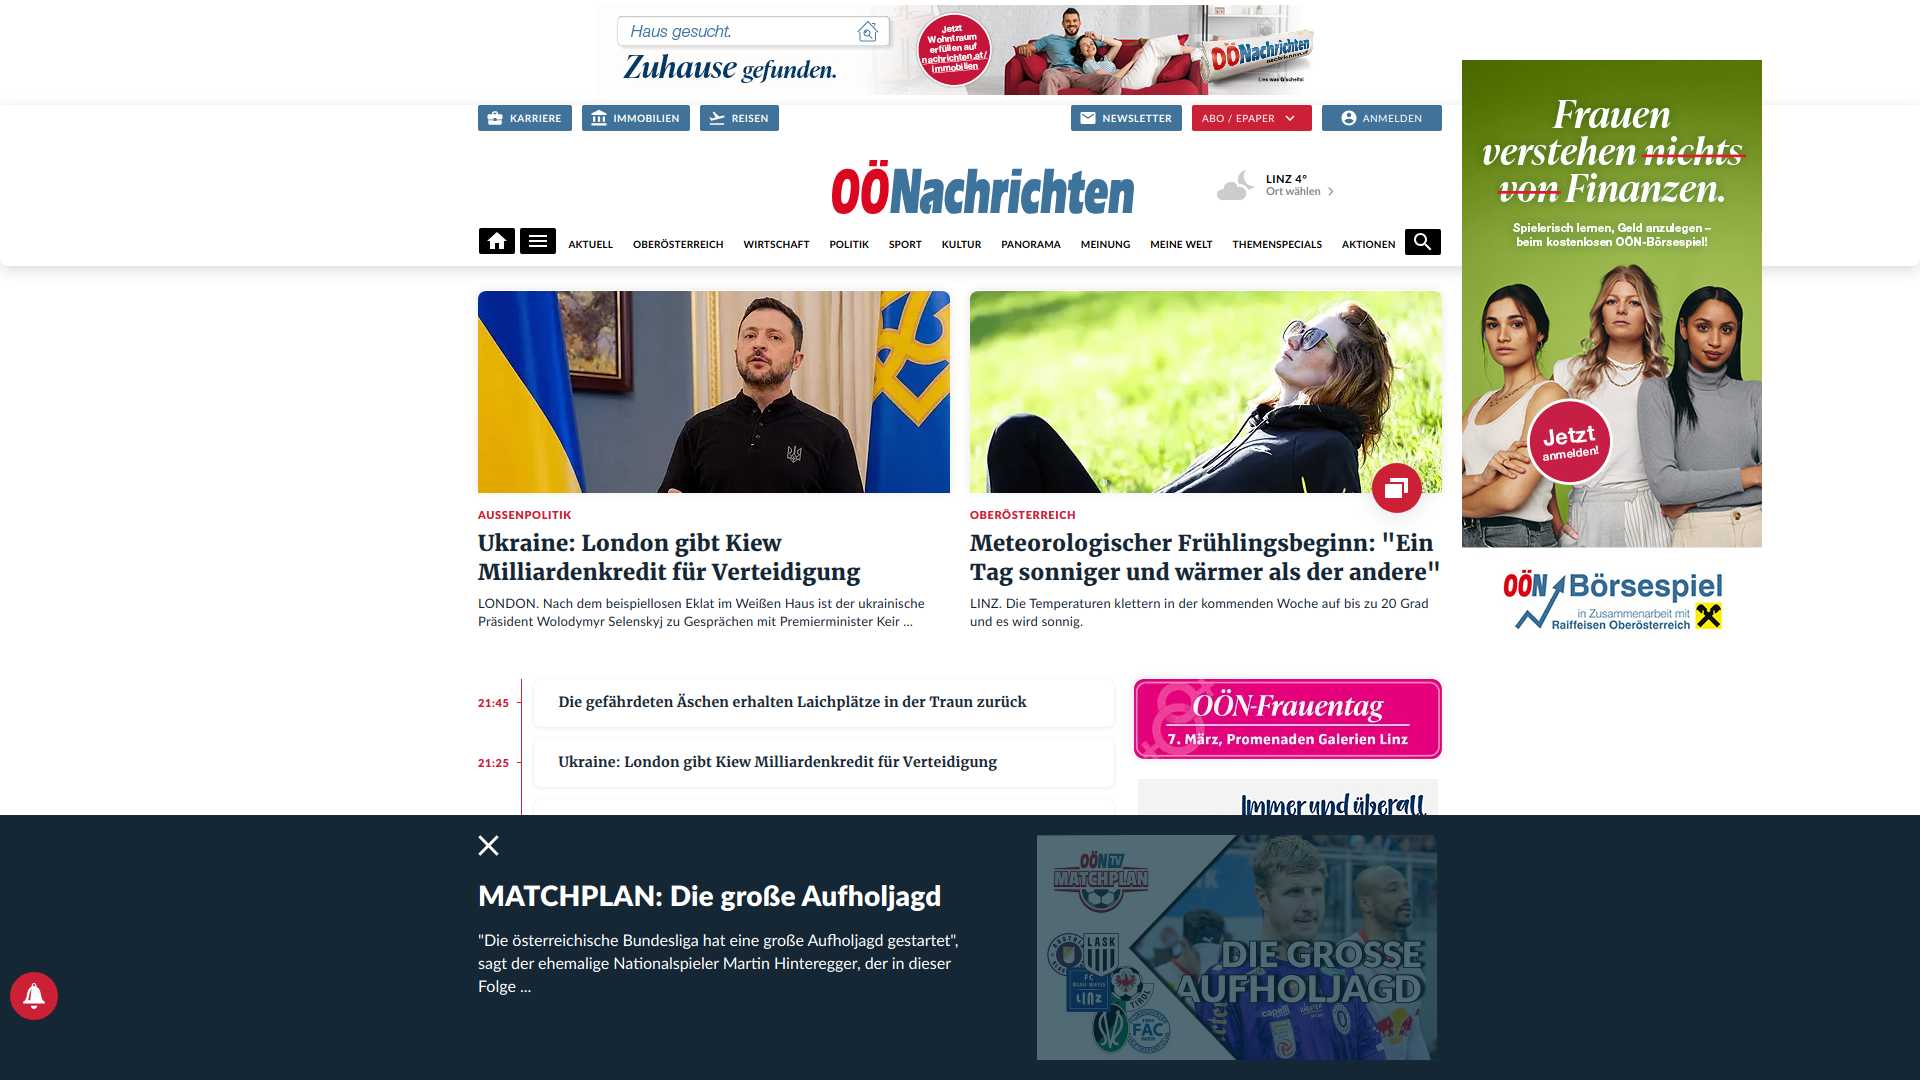 Haus gesucht.
Zuhause gefunden.
Jetzt
Wohntraum
erfüllen auf
nachrichten.at/
immobilien
OÖNachrichten
Lies was G'scheits!
KARRIERE
IMMOBILIEN
REISEN
NEWSLETTER
ABO / EPAPER
ANMELDEN
OÖNachrichten
LINZ 4°
Ort wählen
AKTUELL
OBERÖSTERREICH
WIRTSCHAFT
POLITIK
SPORT
KULTUR
PANORAMA
MEINUNG
MEINE WELT
THEMENSPECIALS
AKTIONEN
Frauen
verstehen nichts
von Finanzen.
Spielerisch lernen, Geld anzulegen –
beim kostenlosen OÖN-Börsespiel!
Jetzt
anmelden!
OÖN Börsespiel
in Zusammenarbeit mit
Raiffeisen Oberösterreich
AUSSENPOLITIK
Ukraine: London gibt Kiew
Milliardenkredit für Verteidigung
LONDON. Nach dem beispiellosen Eklat im Weißen Haus ist der ukrainische
Präsident Wolodymyr Selenskyj zu Gesprächen mit Premierminister Keir ...
OBERÖSTERREICH
Meteorologischer Frühlingsbeginn: "Ein
Tag sonniger und wärmer als der andere"
LINZ. Die Temperaturen klettern in der kommenden Woche auf bis zu 20 Grad
und es wird sonnig.
21:45
Die gefährdeten Äschen erhalten Laichplätze in der Traun zurück
21:25
Ukraine: London gibt Kiew Milliardenkredit für Verteidigung
OÖN-Frauentag
7. März, Promenaden Galerien Linz
Immer und überall
MATCHPLAN: Die große Aufholjagd
"Die österreichische Bundesliga hat eine große Aufholjagd gestartet",
sagt der ehemalige Nationalspieler Martin Hinteregger, der in dieser
Folge ...
OÖN TV
MATCHPLAN
LASK
FC
BLAU WEISS
LINZ
TIROL
FAC
DIE GROSSE
AUFHOLJAGD